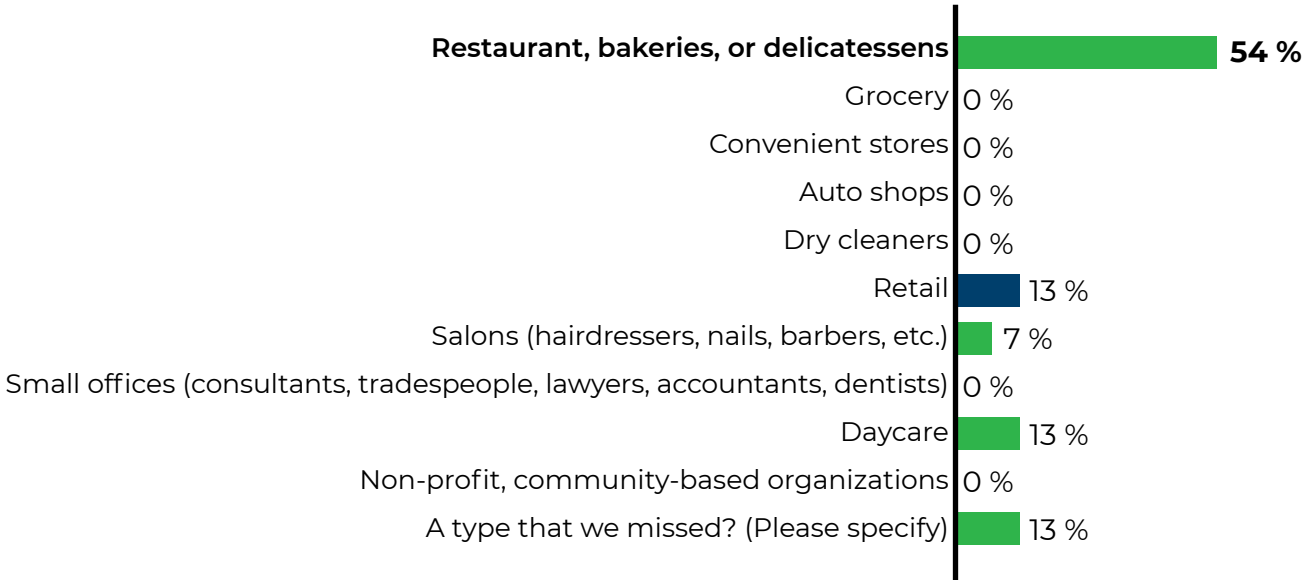 Restaurant, bakeries, or delicatessens 54 %
Grocery 0 %
Convenient stores 0 %
Auto shops 0 %
Dry cleaners 0 %
Retail 13 %
Salons (hairdressers, nails, barbers, etc.) 7 %
Small offices (consultants, tradespeople, lawyers, accountants, dentists) 0 %
Daycare 13 %
Non-profit, community-based organizations 0 %
A type that we missed? (Please specify) 13 %